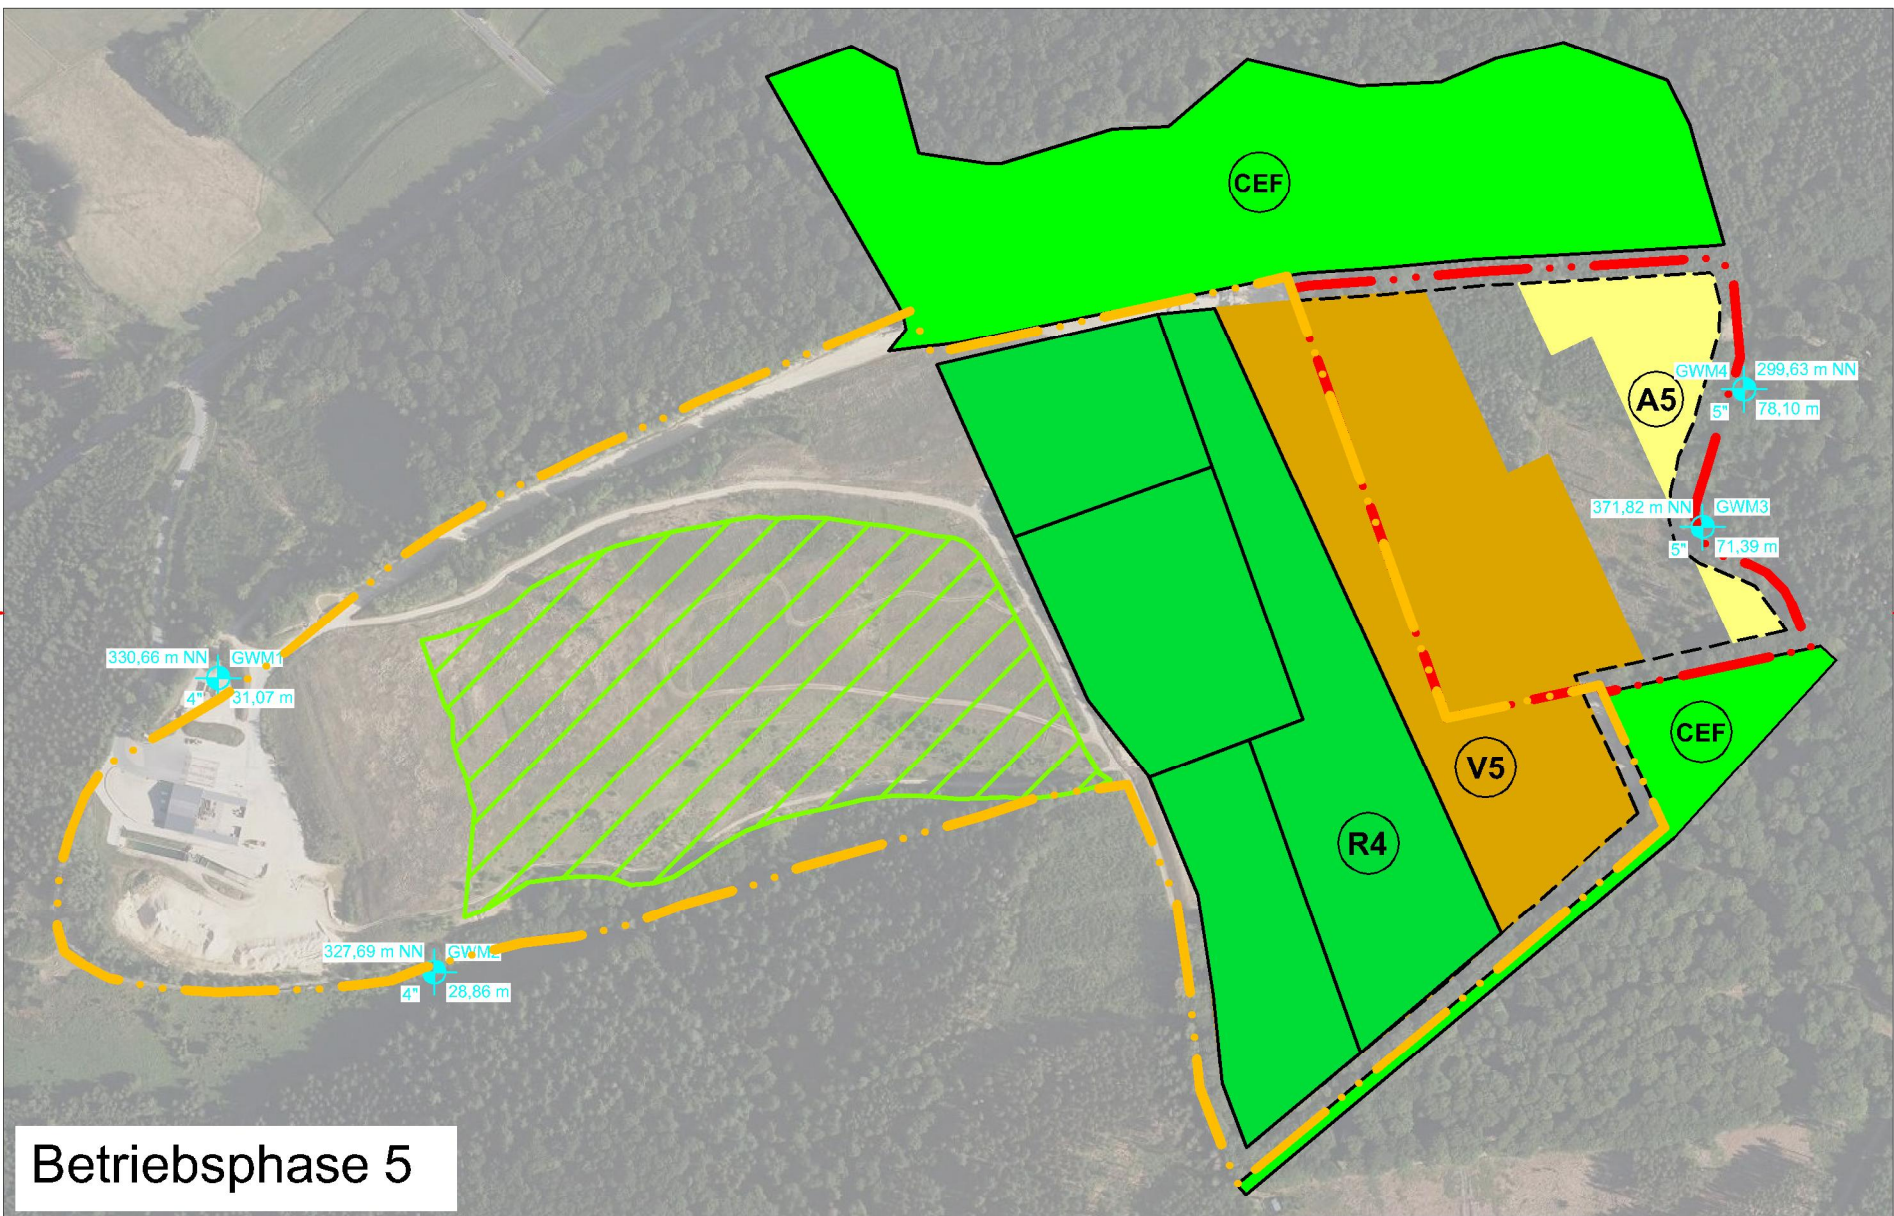 CEF
A5
GWM4
299,63 m NN
5"
78,10 m
371,82 m NN
GWM3
5"
71,39 m
330,66 m NN
GWM1
4"
31,07 m
CEF
V5
R4
327,69 m NN
GWM2
4"
28,86 m
Betriebsphase 5